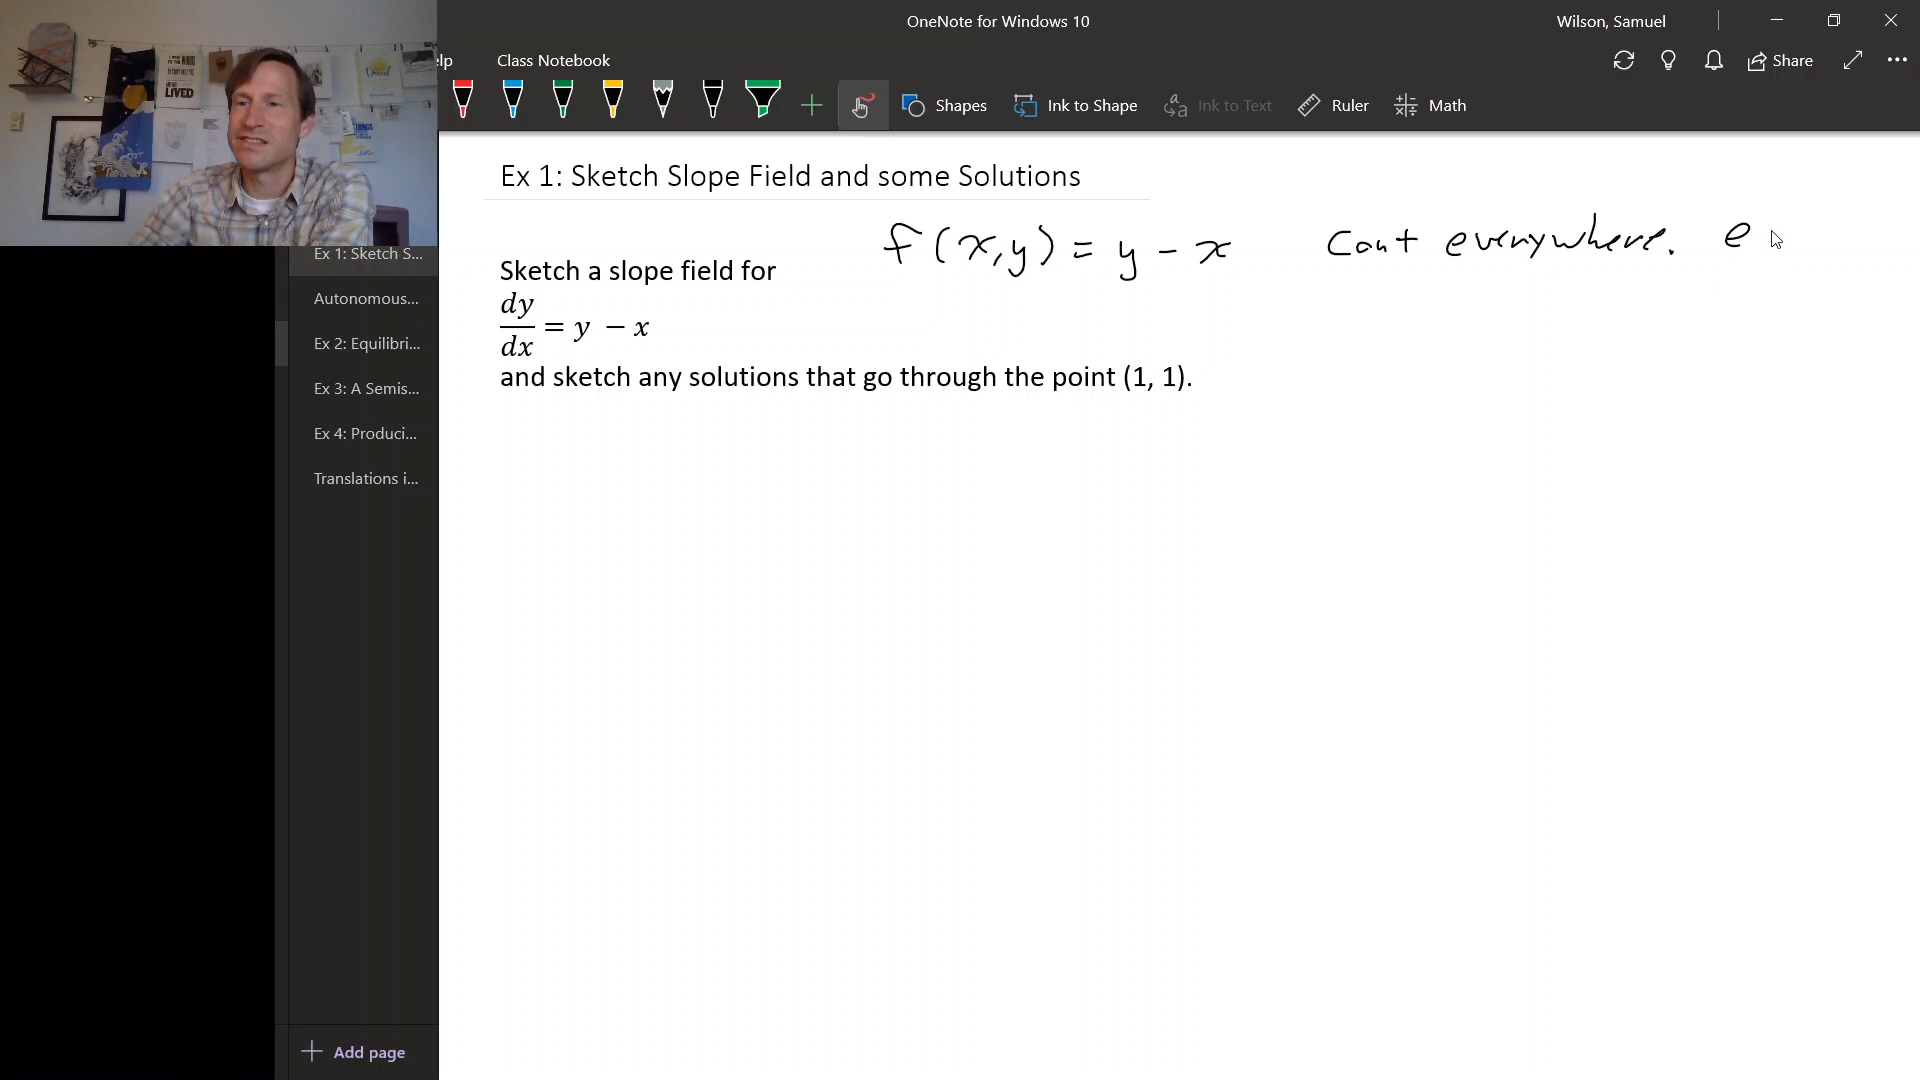 OneNote for Windows 10
Wilson, Samuel
elp
Class Notebook
Share
Shapes
Ink to Shape
Ink to Text
Ruler
Math
LIVED
Ex 1: Sketch Slope Field and some Solutions
f(x,y) = y - x Cont everywhere. e
Sketch a slope field for
dy/dx = y - x
and sketch any solutions that go through the point (1, 1).
Ex 1: Sketch S...
Autonomous...
Ex 2: Equilibri...
Ex 3: A Semis...
Ex 4: Produci...
Translations i...
Add page